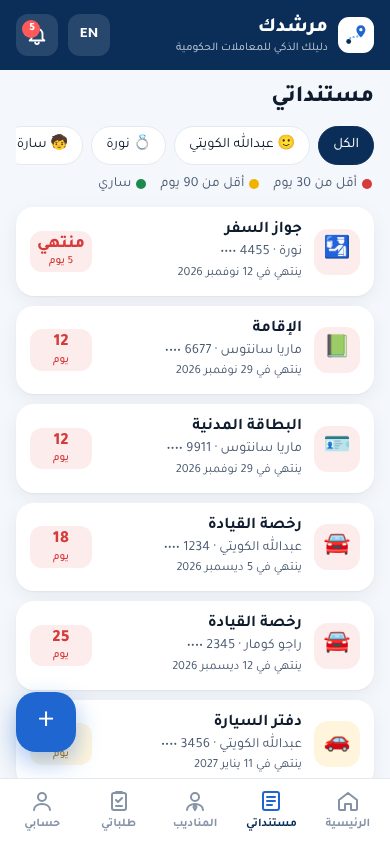 مرشدك
دليلك الذكي للمعاملات الحكومية
EN
5
مستنداتي
الكل
عبدالله الكويتي
نورة
سارة
أقل من 30 يوم
أقل من 90 يوم
ساري
جواز السفر
نورة · 4455 ····
ينتهي في 12 نوفمبر 2026
منتهي
5 يوم
الإقامة
ماريا سانتوس · 6677 ····
ينتهي في 29 نوفمبر 2026
12
يوم
البطاقة المدنية
ماريا سانتوس · 9911 ····
ينتهي في 29 نوفمبر 2026
12
يوم
رخصة القيادة
عبدالله الكويتي · 1234 ····
ينتهي في 5 ديسمبر 2026
18
يوم
رخصة القيادة
راجو كومار · 2345 ····
ينتهي في 12 ديسمبر 2026
25
يوم
دفتر السيارة
عبدالله الكويتي · 3456 ····
ينتهي في 11 يناير 2027
يوم
+
الرئيسية
مستنداتي
المناديب
طلباتي
حسابي